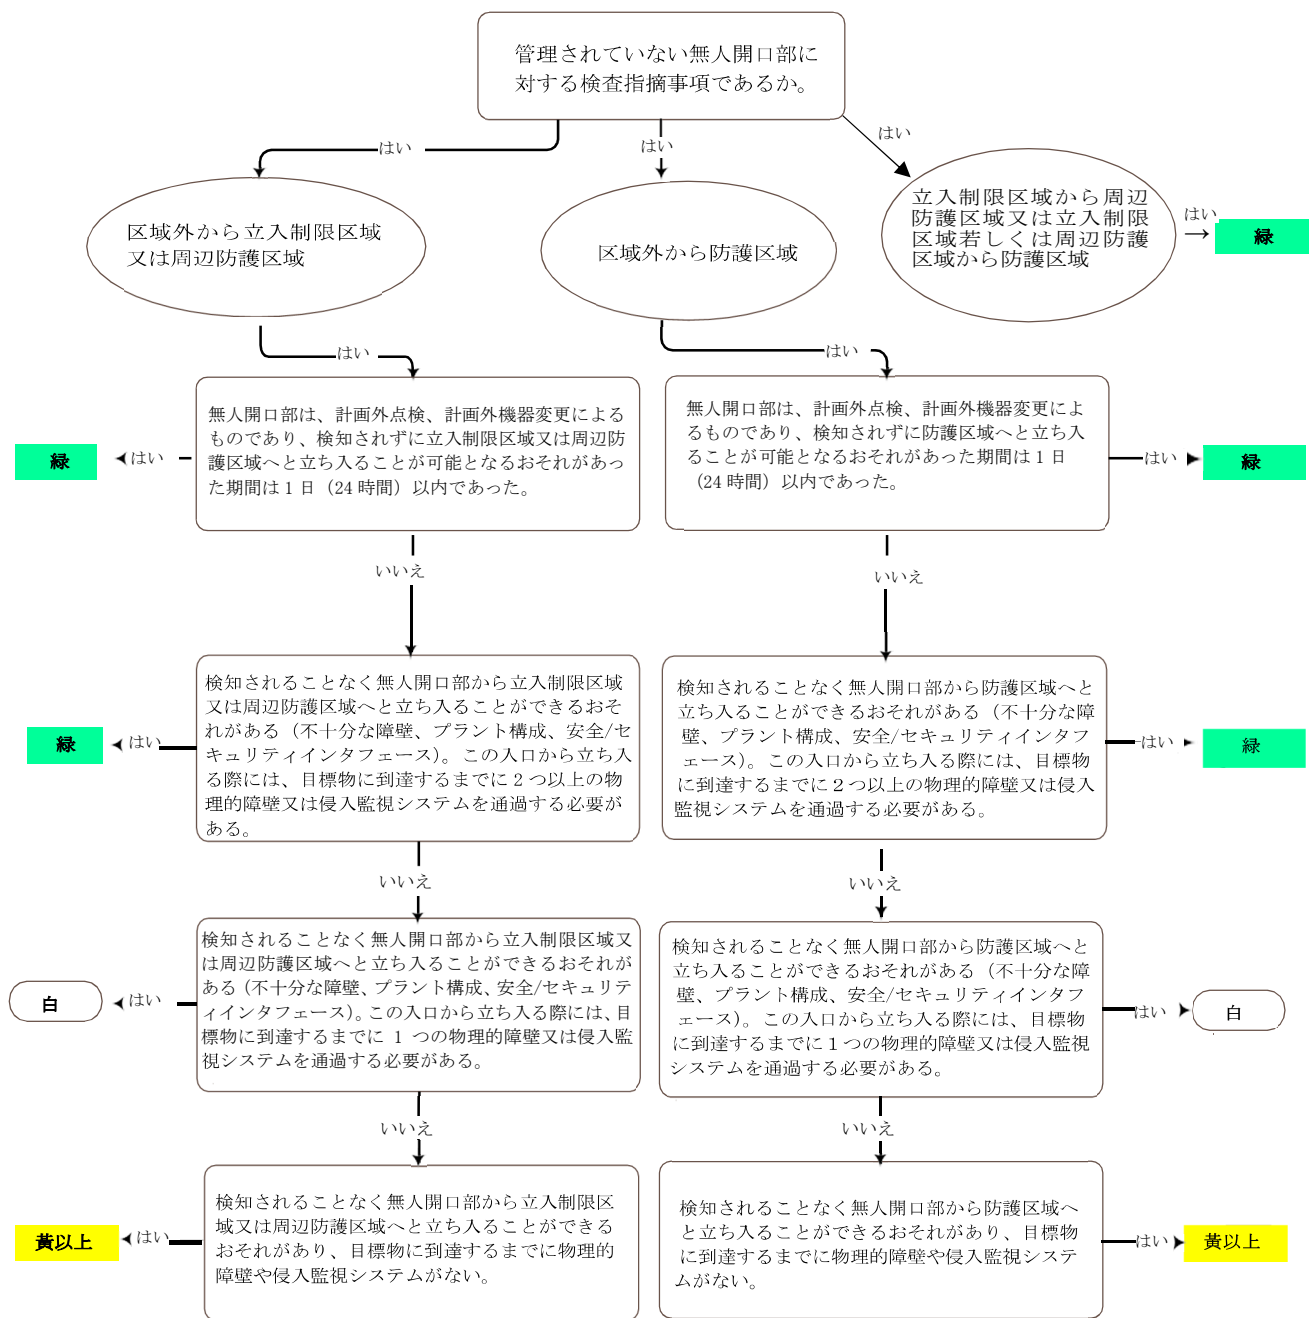 管理されていない無人開口部に
対する検査指摘事項であるか。
はい
はい
はい
区域外から立入制限区域
又は周辺防護区域
区域外から防護区域
立入制限区域から周辺
防護区域又は立入制限
区域若しくは周辺防護
区域から防護区域
はい
緑
はい
はい
無人開口部は、計画外点検、計画外機器変更による
ものであり、検知されずに立入制限区域又は周辺防
護区域へと立ち入ることが可能となるおそれがあっ
た期間は1日（24時間）以内であった。
はい
緑
無人開口部は、計画外点検、計画外機器変更によ
るものであり、検知されずに防護区域へと立ち入
ることが可能となるおそれがあった期間は1日
（24時間）以内であった。
はい
緑
いいえ
いいえ
検知されることなく無人開口部から立入制限区域
又は周辺防護区域へと立ち入ることができるおそ
れがある（不十分な障壁、プラント構成、安全/セ
キュリティインタフェース）。この入口から立ち入
る際には、目標物に到達するまでに2つ以上の物
理的障壁又は侵入監視システムを通過する必要が
ある。
はい
緑
検知されることなく無人開口部から防護区域へと
立ち入ることができるおそれがある（不十分な障
壁、プラント構成、安全/セキュリティインタフ
ェース）。この入口から立ち入る際には、目標物
に到達するまでに２つ以上の物理的障壁又は侵入
監視システムを通過する必要がある。
はい
緑
いいえ
いいえ
検知されることなく無人開口部から立入制限区域又
は周辺防護区域へと立ち入ることができるおそれが
ある（不十分な障壁、プラント構成、安全/セキュリテ
ィインタフェース）。この入口から立ち入る際には、目
標物に到達するまでに 1 つの物理的障壁又は侵入監
視システムを通過する必要がある。
はい
白
検知されることなく無人開口部から防護区域へと
立ち入ることができるおそれがある（不十分な障
壁、プラント構成、安全/セキュリティインタフ
ェース）。この入口から立ち入る際には、目標物
に到達するまでに１つの物理的障壁又は侵入監視
システムを通過する必要がある。
はい
白
いいえ
いいえ
検知されることなく無人開口部から立入制限区
域又は周辺防護区域へと立ち入ることができる
おそれがあり、目標物に到達するまでに物理的
障壁や侵入監視システムがない。
はい
黄以上
検知されることなく無人開口部から防護区域へ
と立ち入ることができるおそれがあり、目標物
に到達するまでに物理的障壁や侵入監視システ
ムがない。
はい
黄以上